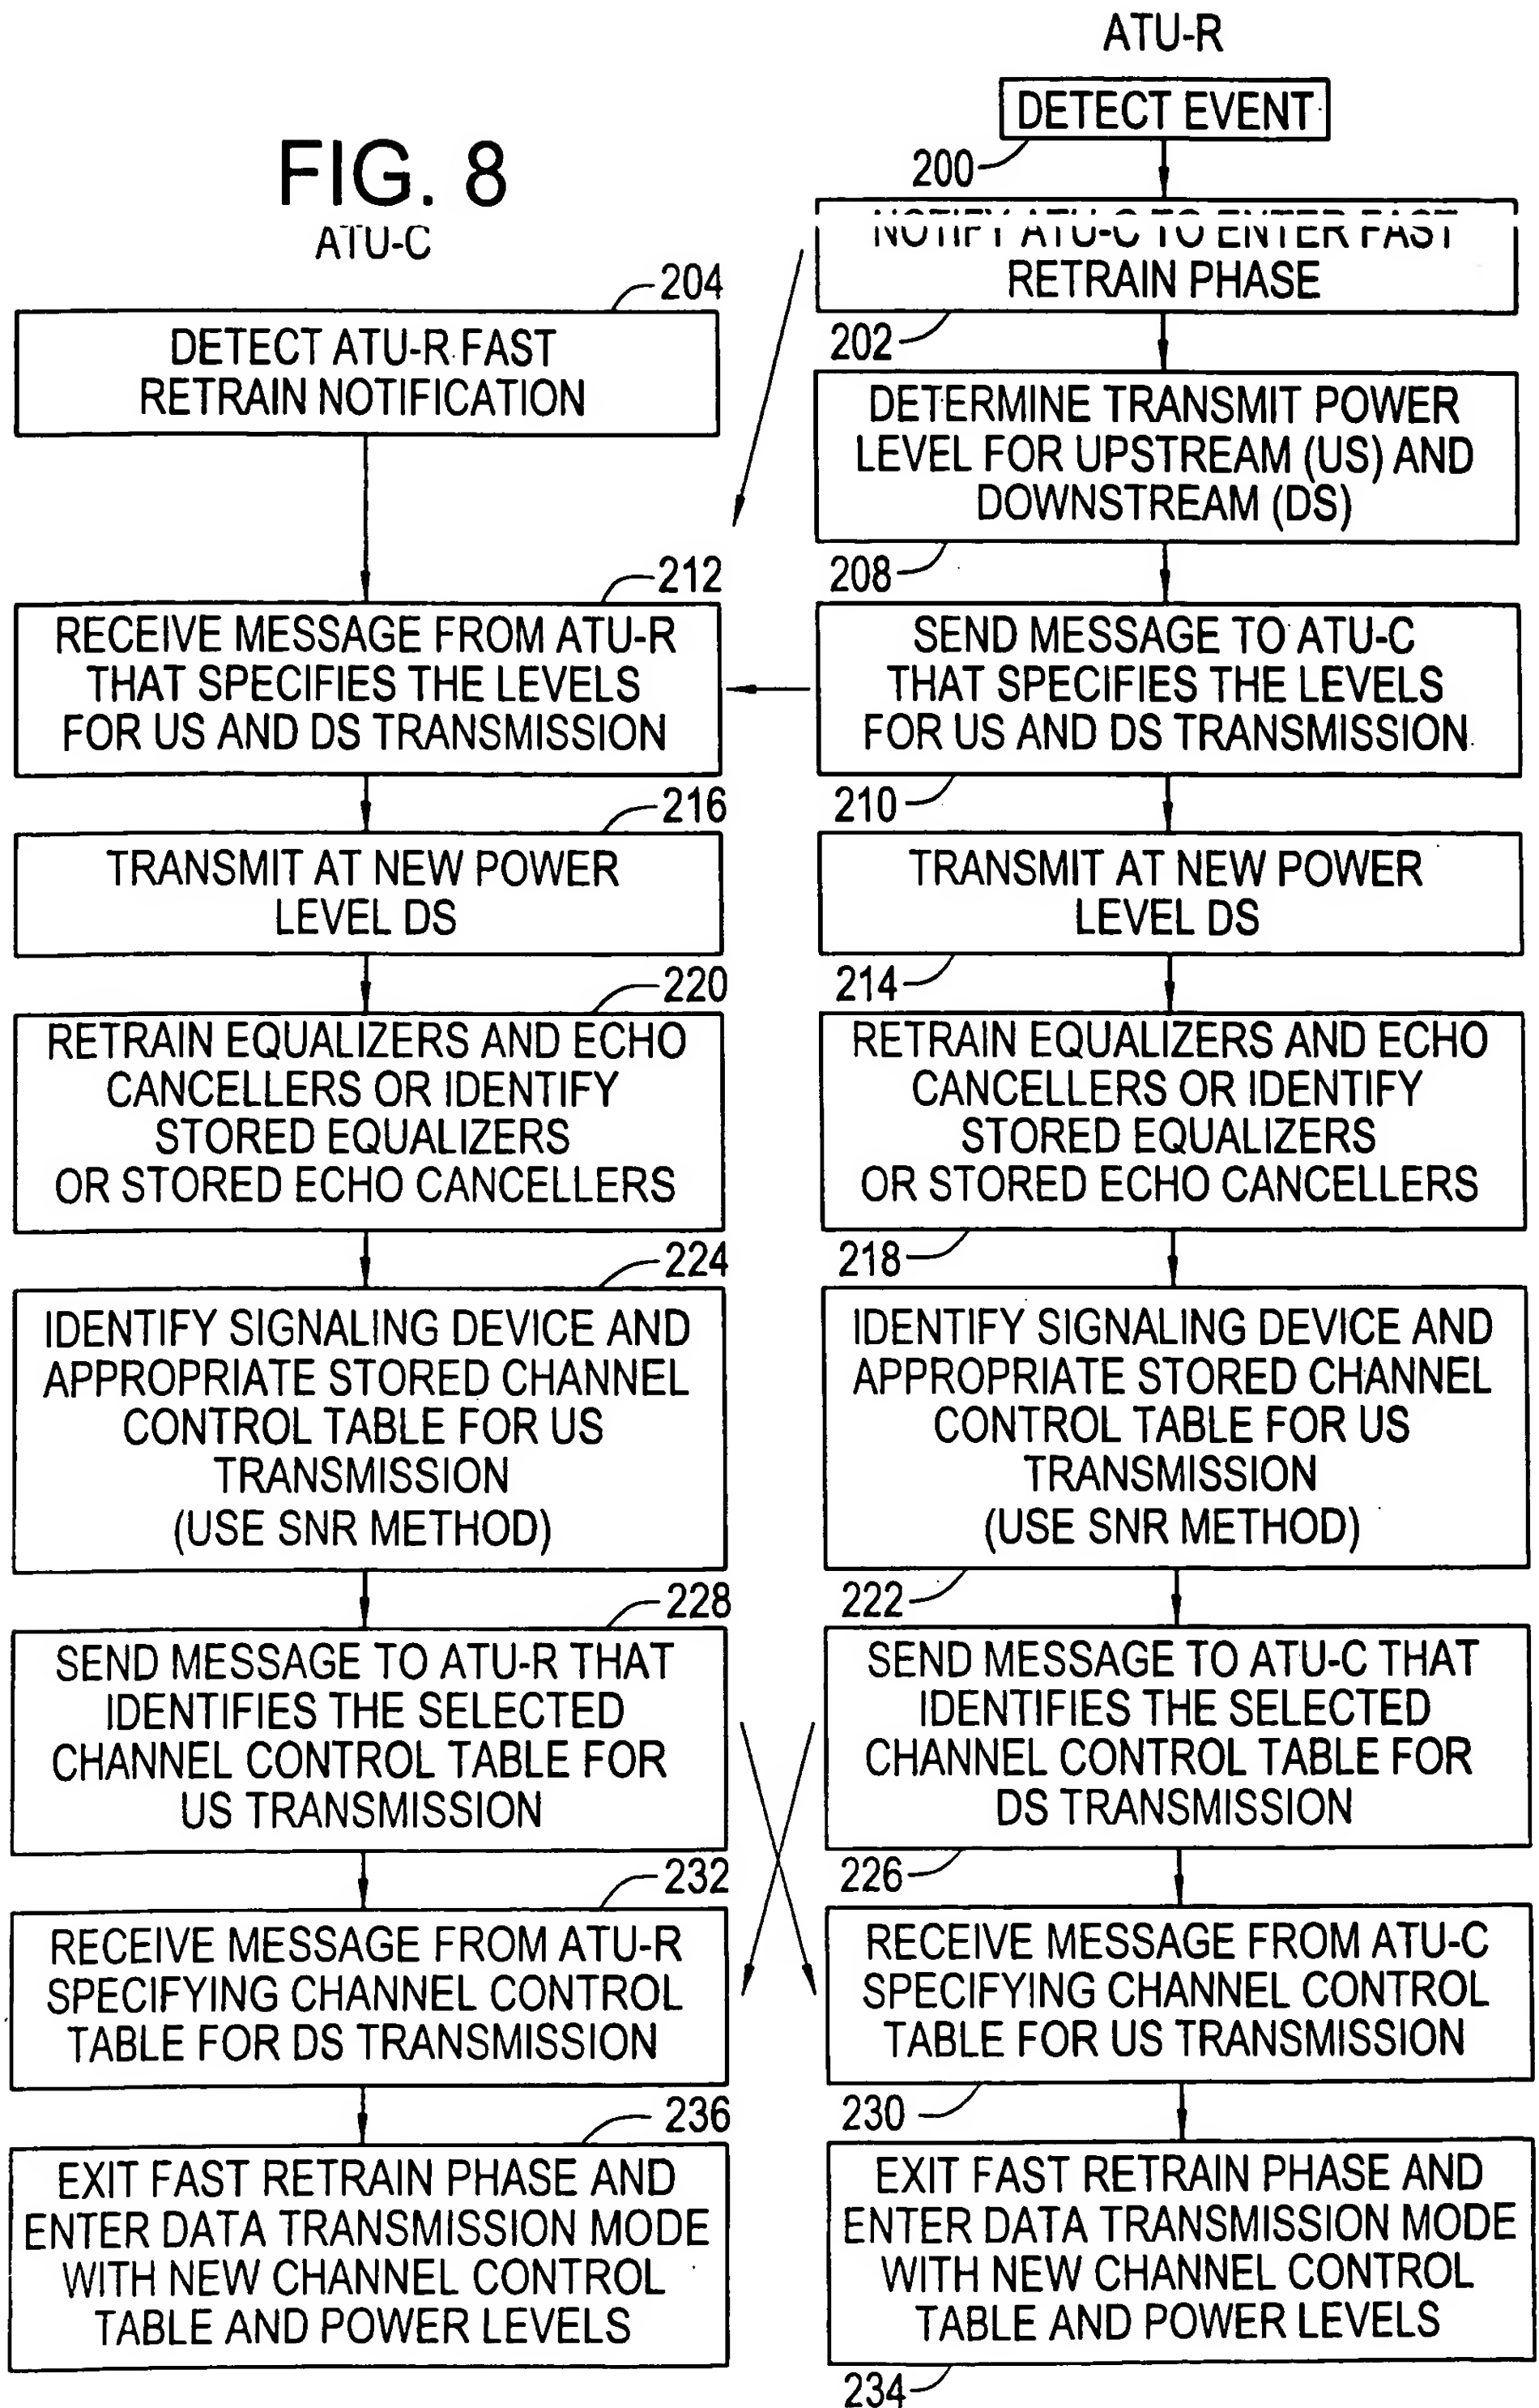 FIG. 8
ATU-C
204
DETECT ATU-R FAST
RETRAIN NOTIFICATION
212
RECEIVE MESSAGE FROM ATU-R
THAT SPECIFIES THE LEVELS
FOR US AND DS TRANSMISSION
216
TRANSMIT AT NEW POWER
LEVEL DS
220
RETRAIN EQUALIZERS AND ECHO
CANCELLERS OR IDENTIFY
STORED EQUALIZERS
OR STORED ECHO CANCELLERS
224
IDENTIFY SIGNALING DEVICE AND
APPROPRIATE STORED CHANNEL
CONTROL TABLE FOR US
TRANSMISSION
(USE SNR METHOD)
228
SEND MESSAGE TO ATU-R THAT
IDENTIFIES THE SELECTED
CHANNEL CONTROL TABLE FOR
US TRANSMISSION
232
RECEIVE MESSAGE FROM ATU-R
SPECIFYING CHANNEL CONTROL
TABLE FOR DS TRANSMISSION
236
EXIT FAST RETRAIN PHASE AND
ENTER DATA TRANSMISSION MODE
WITH NEW CHANNEL CONTROL
TABLE AND POWER LEVELS
ATU-R
DETECT EVENT
200
NOTIFY ATU-C TO ENTER FAST
RETRAIN PHASE
202
DETERMINE TRANSMIT POWER
LEVEL FOR UPSTREAM (US) AND
DOWNSTREAM (DS)
208
SEND MESSAGE TO ATU-C
THAT SPECIFIES THE LEVELS
FOR US AND DS TRANSMISSION
210
TRANSMIT AT NEW POWER
LEVEL DS
214
RETRAIN EQUALIZERS AND ECHO
CANCELLERS OR IDENTIFY
STORED EQUALIZERS
OR STORED ECHO CANCELLERS
218
IDENTIFY SIGNALING DEVICE AND
APPROPRIATE STORED CHANNEL
CONTROL TABLE FOR US
TRANSMISSION
(USE SNR METHOD)
222
SEND MESSAGE TO ATU-C THAT
IDENTIFIES THE SELECTED
CHANNEL CONTROL TABLE FOR
DS TRANSMISSION
226
RECEIVE MESSAGE FROM ATU-C
SPECIFYING CHANNEL CONTROL
TABLE FOR US TRANSMISSION
230
EXIT FAST RETRAIN PHASE AND
ENTER DATA TRANSMISSION MODE
WITH NEW CHANNEL CONTROL
TABLE AND POWER LEVELS
234